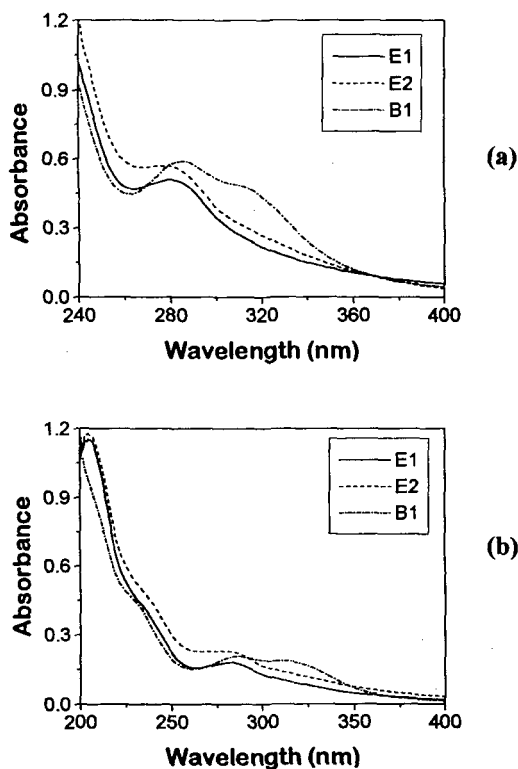 1.2
0.9
0.6
0.3
0.0
Absorbance
E1
E2
B1
(a)
240 280 320 360 400
Wavelength (nm)
1.2
0.9
0.6
0.3
0.0
Absorbance
E1
E2
B1
(b)
200 250 300 350 400
Wavelength (nm)